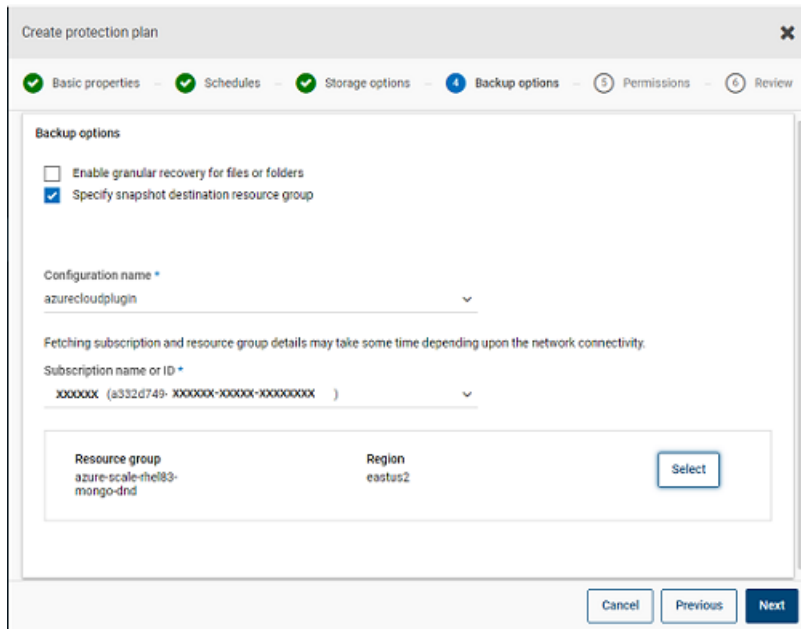 Create protection plan
Basic properties
Schedules
Storage options
4 Backup options
5 Permissions
6 Review
Backup options
Enable granular recovery for files or folders
Specify snapshot destination resource group
Configuration name *
azurecloudplugin
Fetching subscription and resource group details may take some time depending upon the network connectivity.
Subscription name or ID *
XXXXXX (a332d749- XXXXXX-XXXXX-XXXXXXXX )
Resource group
azure-scale-rhel83-
mongo-dnd
Region
eastus2
Select
Cancel
Previous
Next